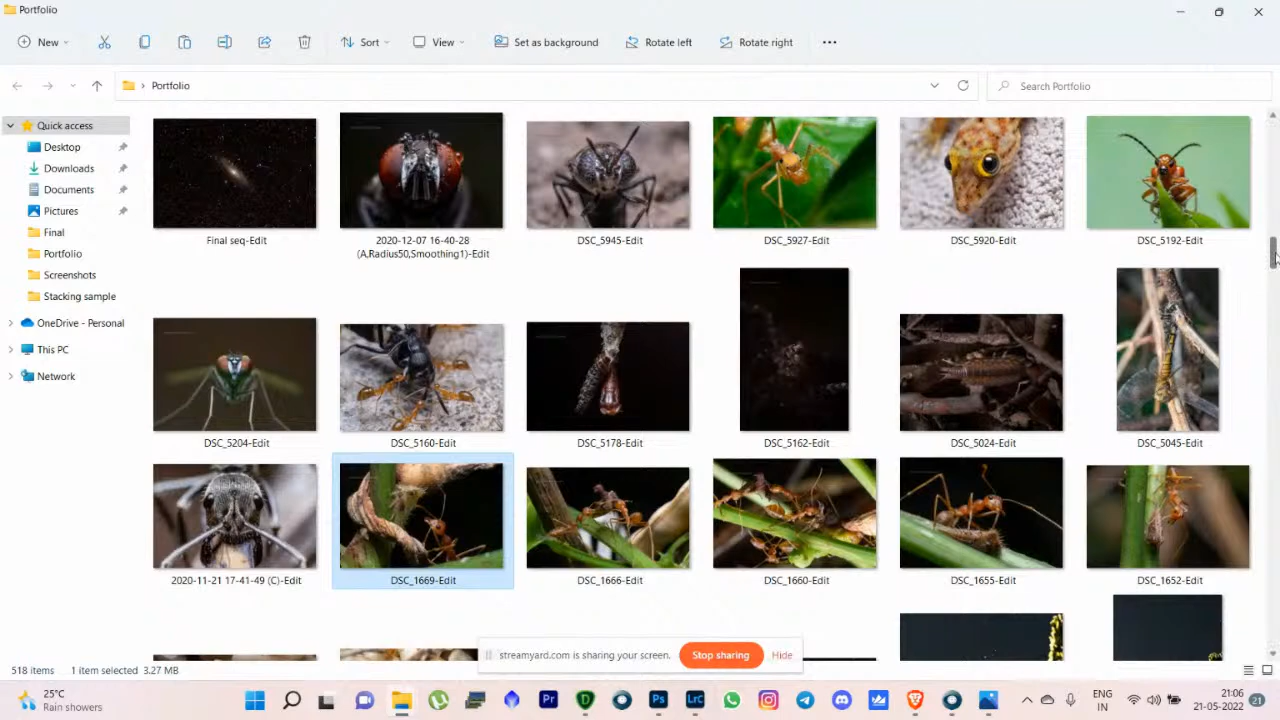 Portfolio
New
Sort
View
Set as background
Rotate left
Rotate right
Portfolio
Search Portfolio
Quick access
Desktop
Downloads
Documents
Pictures
Final
Portfolio
Screenshots
Stacking sample
OneDrive - Personal
This PC
Network
Final seq-Edit
2020-12-07 16-40-28
(A,Radius50,Smoothing1)-Edit
DSC_5945-Edit
DSC_5927-Edit
DSC_5920-Edit
DSC_5192-Edit
DSC_5204-Edit
DSC_5160-Edit
DSC_5178-Edit
DSC_5162-Edit
DSC_5024-Edit
DSC_5045-Edit
2020-11-21 17-41-49 (C)-Edit
DSC_1669-Edit
DSC_1666-Edit
DSC_1660-Edit
DSC_1655-Edit
DSC_1652-Edit
streamyard.com is sharing your screen.
Stop sharing
Hide
518 items
1 item selected 3.27 MB
25°C
Rain showers
Pr
D
Ps
LrC
ENG
IN
21:06
21-05-2022
21